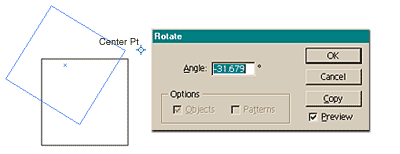 Center Pt
Rotate
Angle: -31.679 °
OK
Cancel
Options
Objects Patterns
Copy
Preview